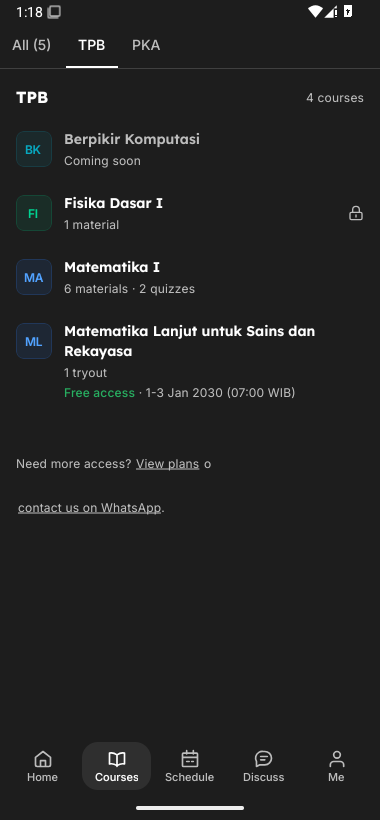 1:18
All (5) TPB PKA
TPB 4 courses
BK Berpikir Komputasi
Coming soon
FI Fisika Dasar I
1 material
MA Matematika I
6 materials · 2 quizzes
ML Matematika Lanjut untuk Sains dan
Rekayasa
1 tryout
Free access · 1-3 Jan 2030 (07:00 WIB)
Need more access? View plans o
contact us on WhatsApp.
Home Courses Schedule Discuss Me